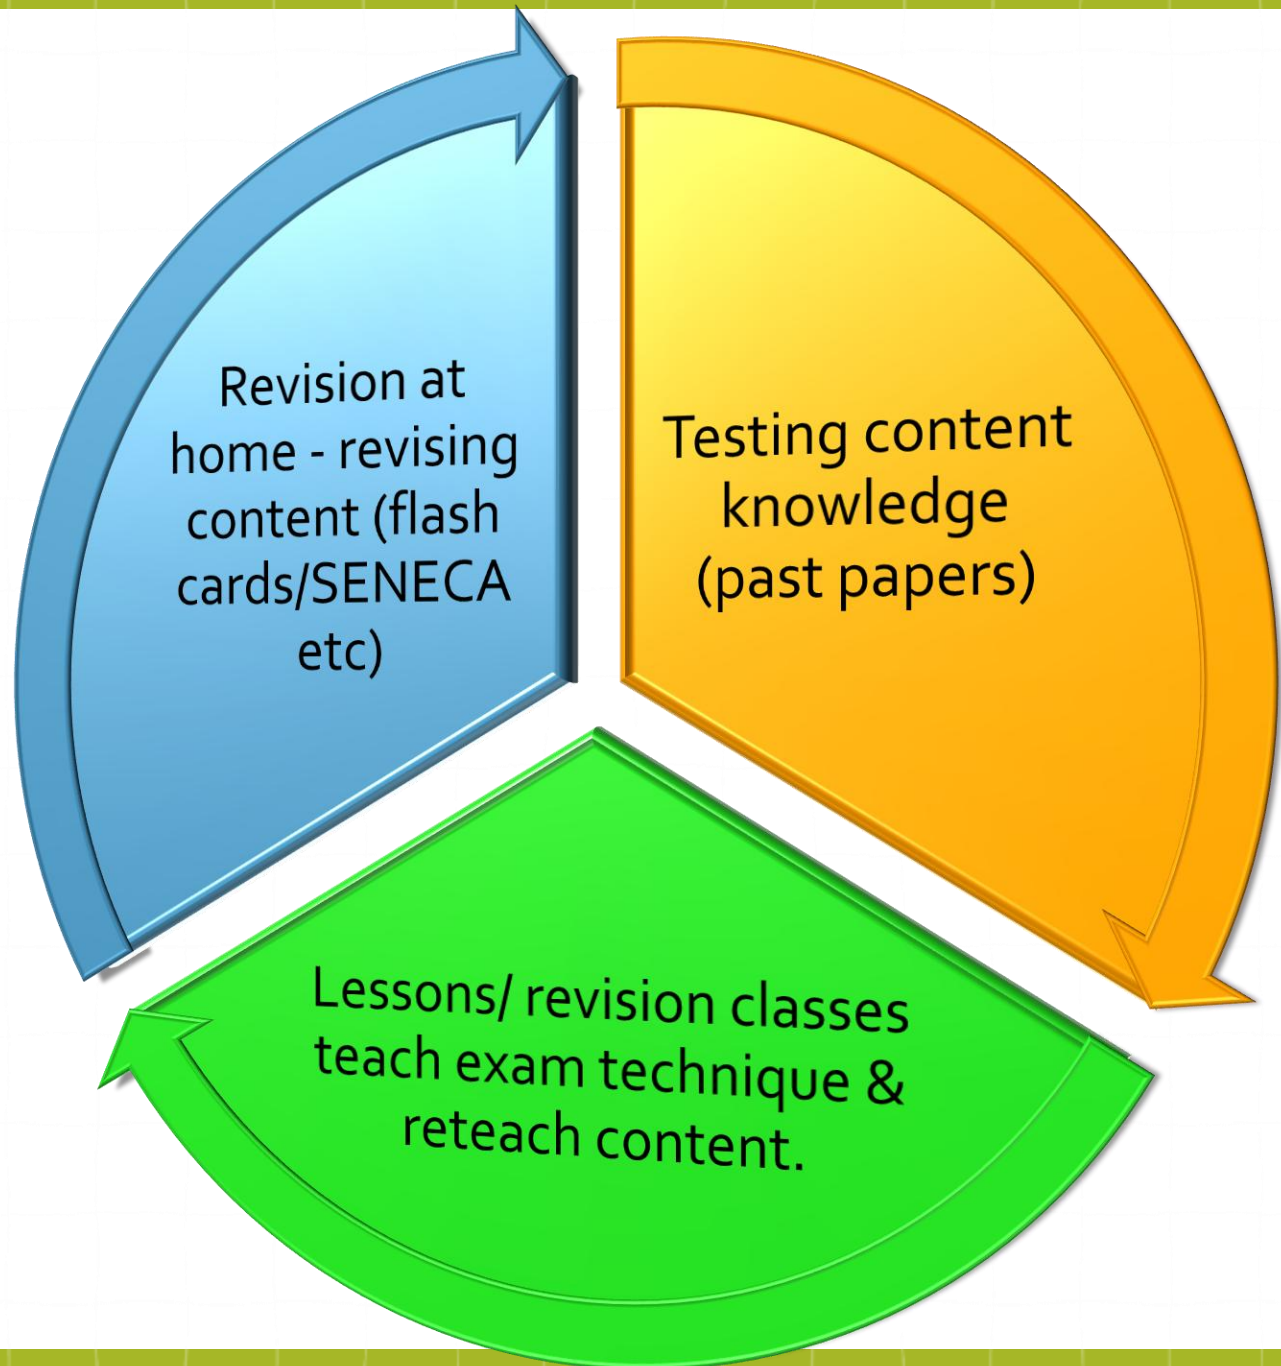 Revision at
home - revising
content (flash
cards/SENECA
etc)
Testing content
knowledge
(past papers)
Lessons/ revision classes
teach exam technique &
reteach content.